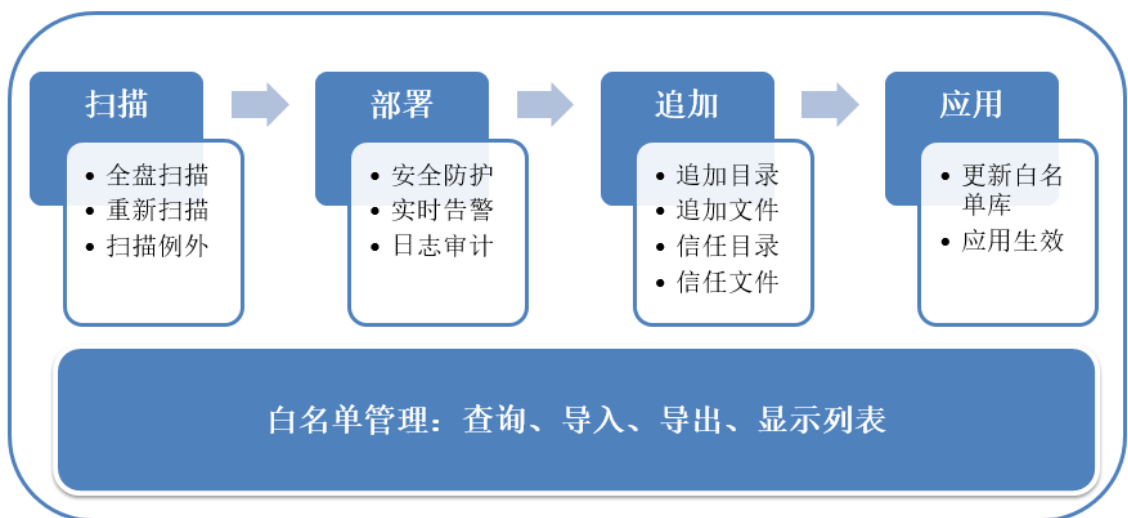 扫描
• 全盘扫描
• 重新扫描
• 扫描例外
部署
• 安全防护
• 实时告警
• 日志审计
追加
• 追加目录
• 追加文件
• 信任目录
• 信任文件
应用
• 更新白名
单库
• 应用生效
白名单管理：查询、导入、导出、显示列表